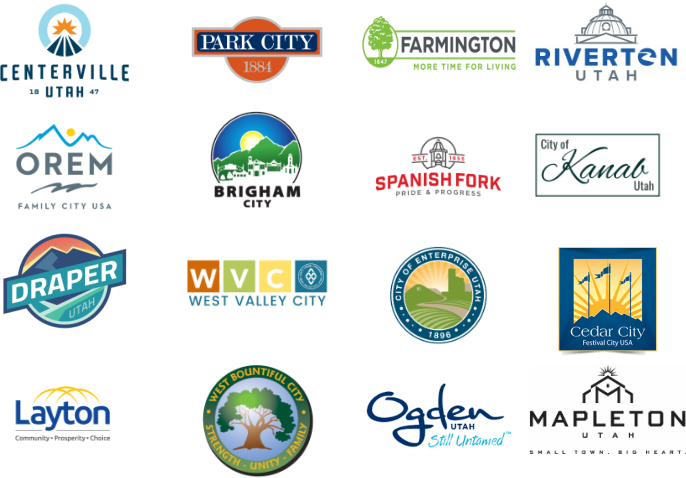 CENTERVILLE
18 UTAH 47
PARK CITY
1884
FARMINGTON
1847
MORE TIME FOR LIVING
RIVERTON
UTAH
OREM
FAMILY CITY USA
BRIGHAM
CITY
EST. 1855
SPANISH FORK
PRIDE & PROGRESS
City of
Kanab
Utah
DRAPER
UTAH
WVC
WEST VALLEY CITY
CITY OF ENTERPRISE UTAH
1896
Cedar City
Festival City USA
Layton
Community • Prosperity • Choice
WEST BOUNTIFUL CITY
STRENGTH - UNITY - FAMILY
Ogden
UTAH
Still Untamed™
MAPLETON
UTAH
SMALL TOWN. BIG HEART.